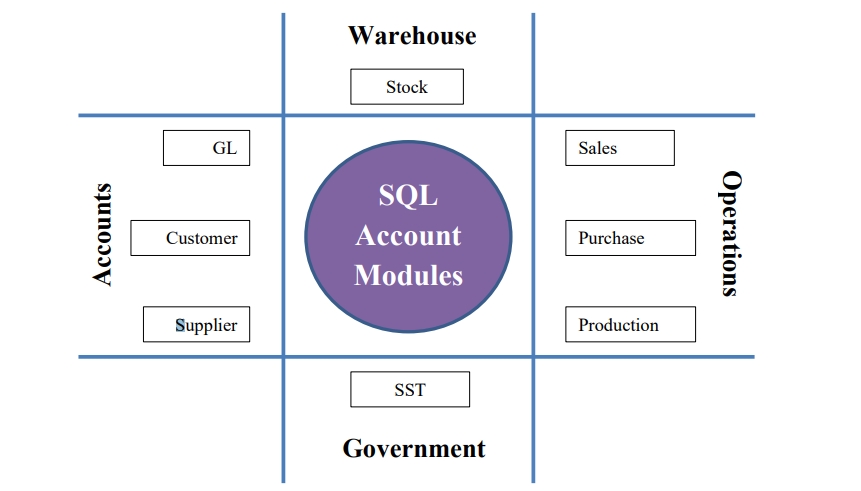 Warehouse
Stock
Accounts
GL
Customer
Supplier
SQL
Account
Modules
Sales
Purchase
Production
Operations
SST
Government